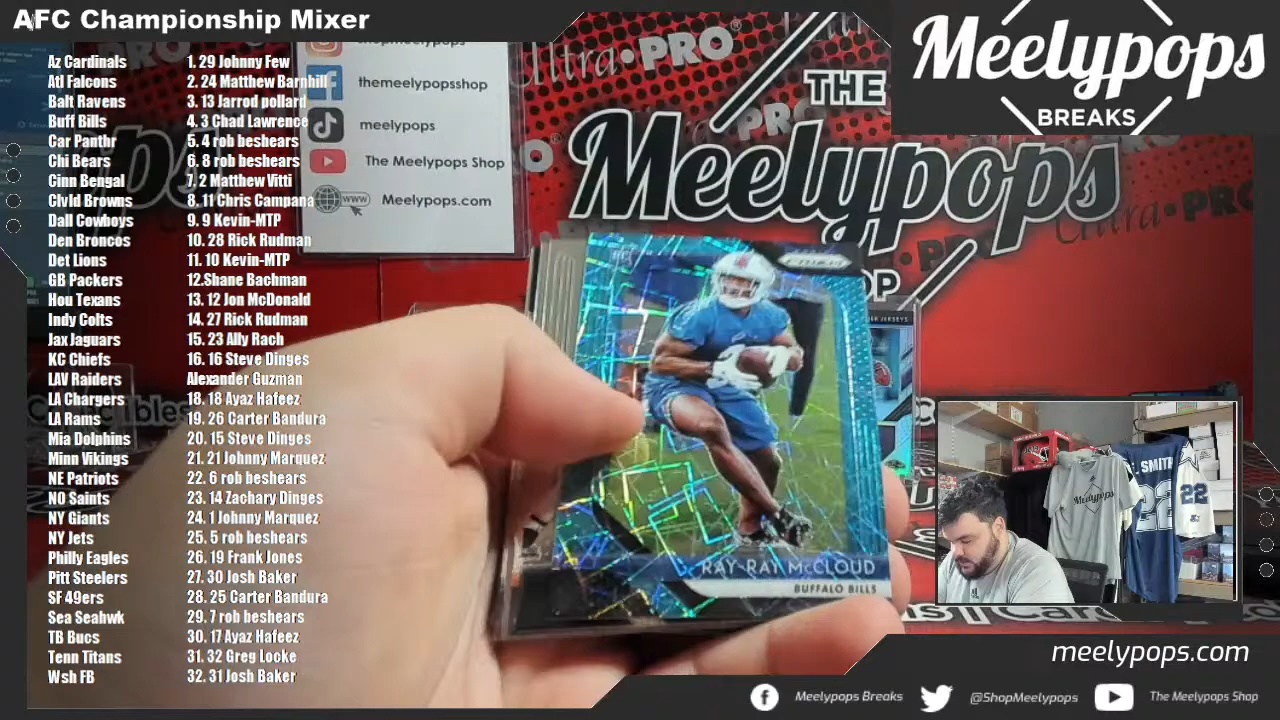 AFC Championship Mixer
Az Cardinals 1. 29 Johnny Few
Atl Falcons 2. 24 Matthew Barnhill
Balt Ravens 3. 13 Jarrod pollard
Buff Bills 4. 3 Chad Lawrence
Car Panthr 5. 4 rob beshears
Chi Bears 6. 8 rob beshears
Cinn Bengal 7. 2 Matthew Vitti
Clvld Browns 8. 11 Chris Campana
Dall Cowboys 9. 9 Kevin-MTP
Den Broncos 10. 28 Rick Rudman
Det Lions 11. 10 Kevin-MTP
GB Packers 12.Shane Bachman
Hou Texans 13. 12 Jon McDonald
Indy Colts 14. 27 Rick Rudman
Jax Jaguars 15. 23 Ally Rach
KC Chiefs 16. 16 Steve Dinges
LAV Raiders Alexander Guzman
LA Chargers 18. 18 Ayaz Hafeez
LA Rams 19. 26 Carter Bandura
Mia Dolphins 20. 15 Steve Dinges
Minn Vikings 21. 21 Johnny Marquez
NE Patriots 22. 6 rob beshears
NO Saints 23. 14 Zachary Dinges
NY Giants 24. 1 Johnny Marquez
NY Jets 25. 5 rob beshears
Philly Eagles 26. 19 Frank Jones
Pitt Steelers 27. 30 Josh Baker
SF 49ers 28. 25 Carter Bandura
Sea Seahwk 29. 7 rob beshears
TB Bucs 30. 17 Ayaz Hafeez
Tenn Titans 31. 32 Greg Locke
Wsh FB 32. 31 Josh Baker
themeelypopsshop
meelypops
The Meelypops Shop
www Meelypops.com
Ultra•PRO
THE
Meelypops
OP
Meelypops
BREAKS
RAY-RAY McCLOUD
BUFFALO BILLS
Meelypops
E. SMITH
22
22
meelypops.com
Meelypops Breaks
@ShopMeelypops
The Meelypops Shop